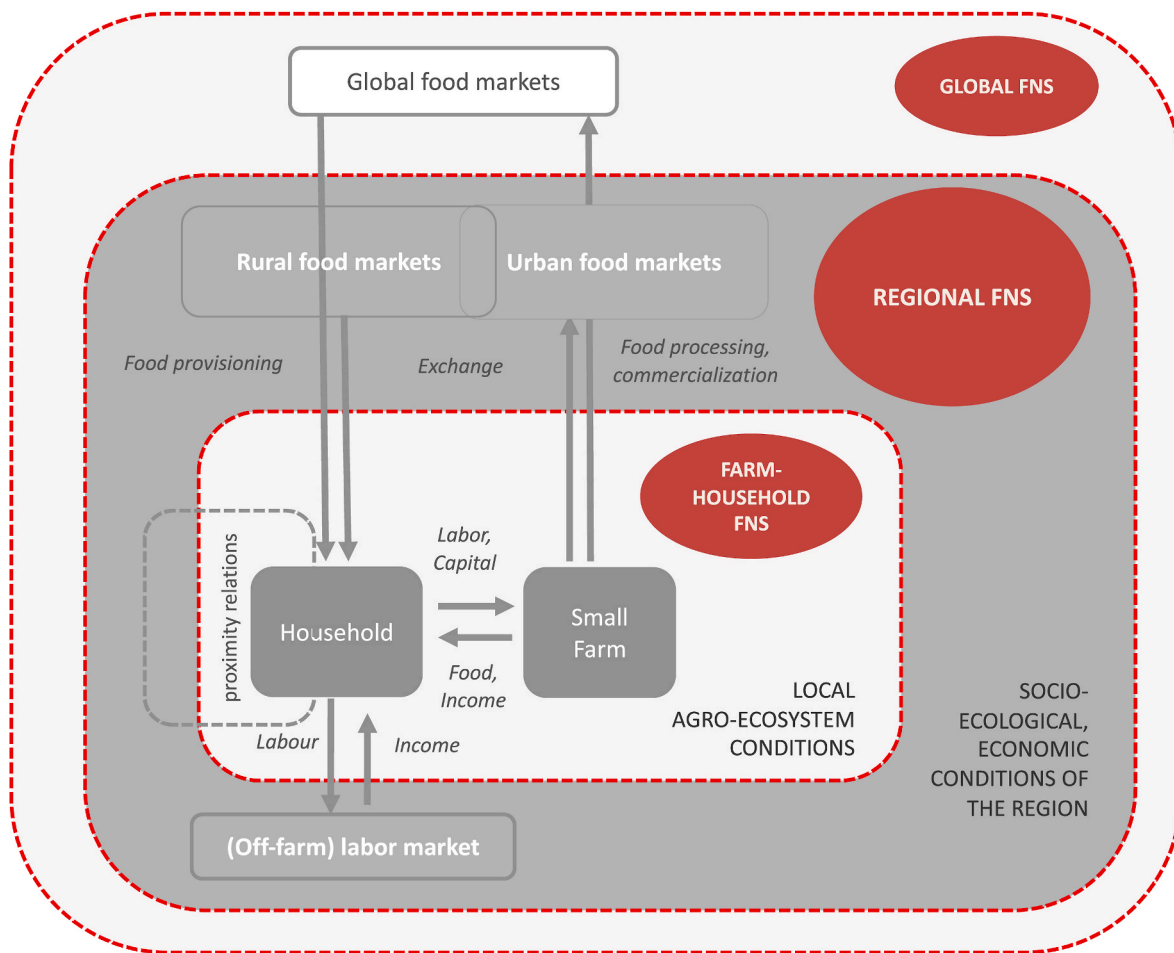 Global food markets
GLOBAL FNS
Rural food markets
Urban food markets
REGIONAL FNS
Food provisioning
Exchange
Food processing,
commercialization
FARM-
HOUSEHOLD
FNS
proximity relations
Labor,
Capital
Household
Small
Farm
Food,
Income
Labour
Income
LOCAL
AGRO-ECOSYSTEM
CONDITIONS
SOCIO-
ECOLOGICAL,
ECONOMIC
CONDITIONS OF
THE REGION
(Off-farm) labor market